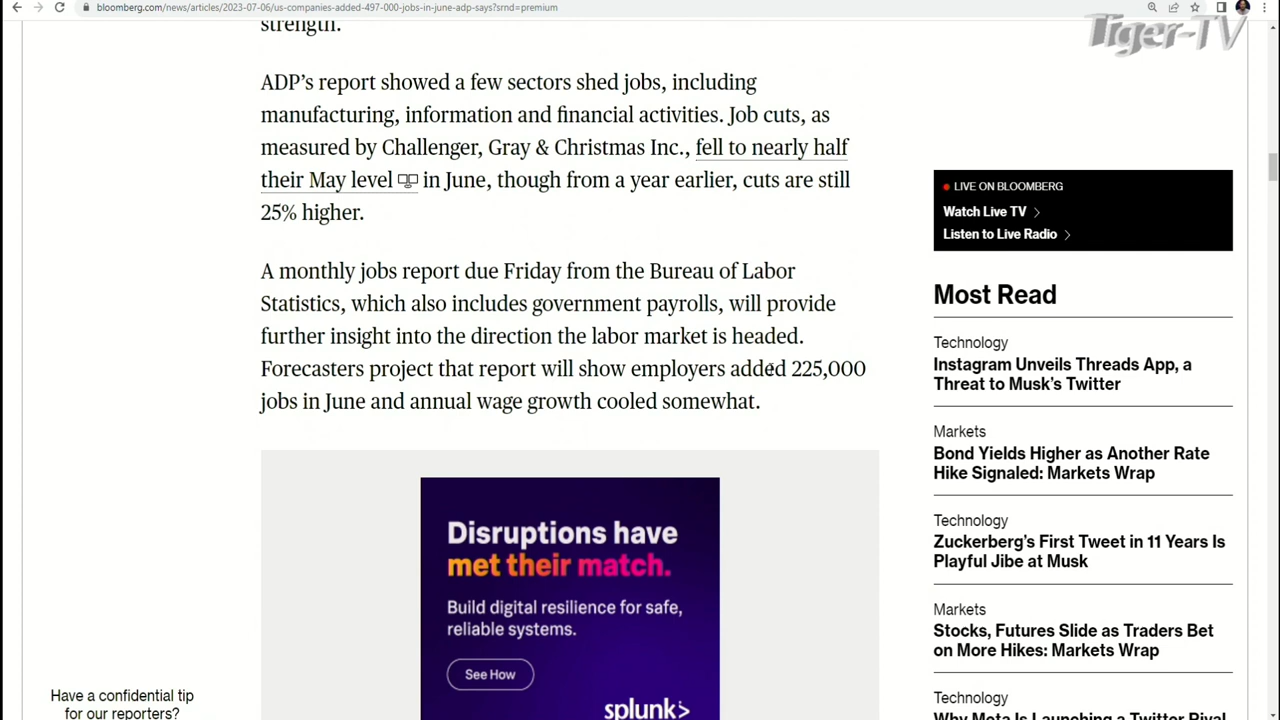 bloomberg.com/news/articles/2023-07-06/us-companies-added-497-000-jobs-in-june-adp-says?srnd=premium
Tiger-TV
strength.
ADP’s report showed a few sectors shed jobs, including
manufacturing, information and financial activities. Job cuts, as
measured by Challenger, Gray & Christmas Inc., fell to nearly half
their May level in June, though from a year earlier, cuts are still
25% higher.
A monthly jobs report due Friday from the Bureau of Labor
Statistics, which also includes government payrolls, will provide
further insight into the direction the labor market is headed.
Forecasters project that report will show employers added 225,000
jobs in June and annual wage growth cooled somewhat.
Disruptions have
met their match.
Build digital resilience for safe,
reliable systems.
See How
splunk>
Have a confidential tip
for our reporters?
LIVE ON BLOOMBERG
Watch Live TV
Listen to Live Radio
Most Read
Technology
Instagram Unveils Threads App, a
Threat to Musk’s Twitter
Markets
Bond Yields Higher as Another Rate
Hike Signaled: Markets Wrap
Technology
Zuckerberg’s First Tweet in 11 Years Is
Playful Jibe at Musk
Markets
Stocks, Futures Slide as Traders Bet
on More Hikes: Markets Wrap
Technology
Why Meta Is Launching a Twitter Rival